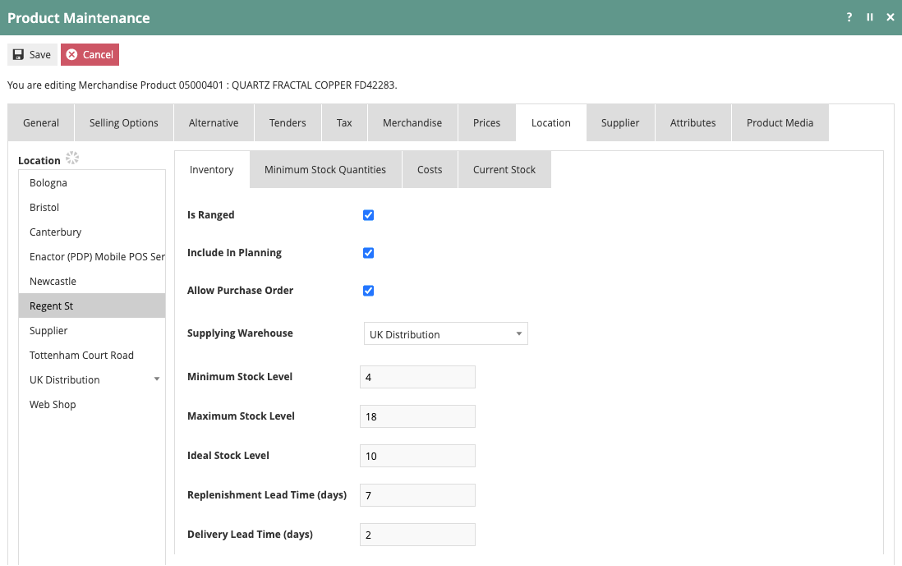 Product Maintenance
?
Save Cancel
You are editing Merchandise Product 05000401 : QUARTZ FRACTAL COPPER FD42283.
General Selling Options Alternative Tenders Tax Merchandise Prices Location Supplier Attributes Product Media
Location
Bologna
Bristol
Canterbury
Enactor (PDP) Mobile POS Ser
Newcastle
Regent St
Supplier
Tottenham Court Road
UK Distribution
Web Shop
Inventory Minimum Stock Quantities Costs Current Stock
Is Ranged
Include In Planning
Allow Purchase Order
Supplying Warehouse UK Distribution
Minimum Stock Level 4
Maximum Stock Level 18
Ideal Stock Level 10
Replenishment Lead Time (days) 7
Delivery Lead Time (days) 2